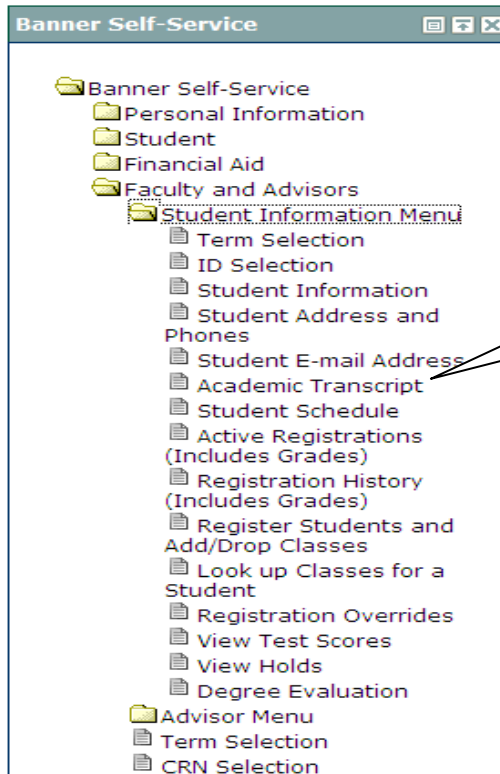 Banner Self-Service
Banner Self-Service
Personal Information
Student
Financial Aid
Faculty and Advisors
Student Information Menu
Term Selection
ID Selection
Student Information
Student Address and
Phones
Student E-mail Address
Academic Transcript
Student Schedule
Active Registrations
(Includes Grades)
Registration History
(Includes Grades)
Register Students and
Add/Drop Classes
Look up Classes for a
Student
Registration Overrides
View Test Scores
View Holds
Degree Evaluation
Advisor Menu
Term Selection
CRN Selection